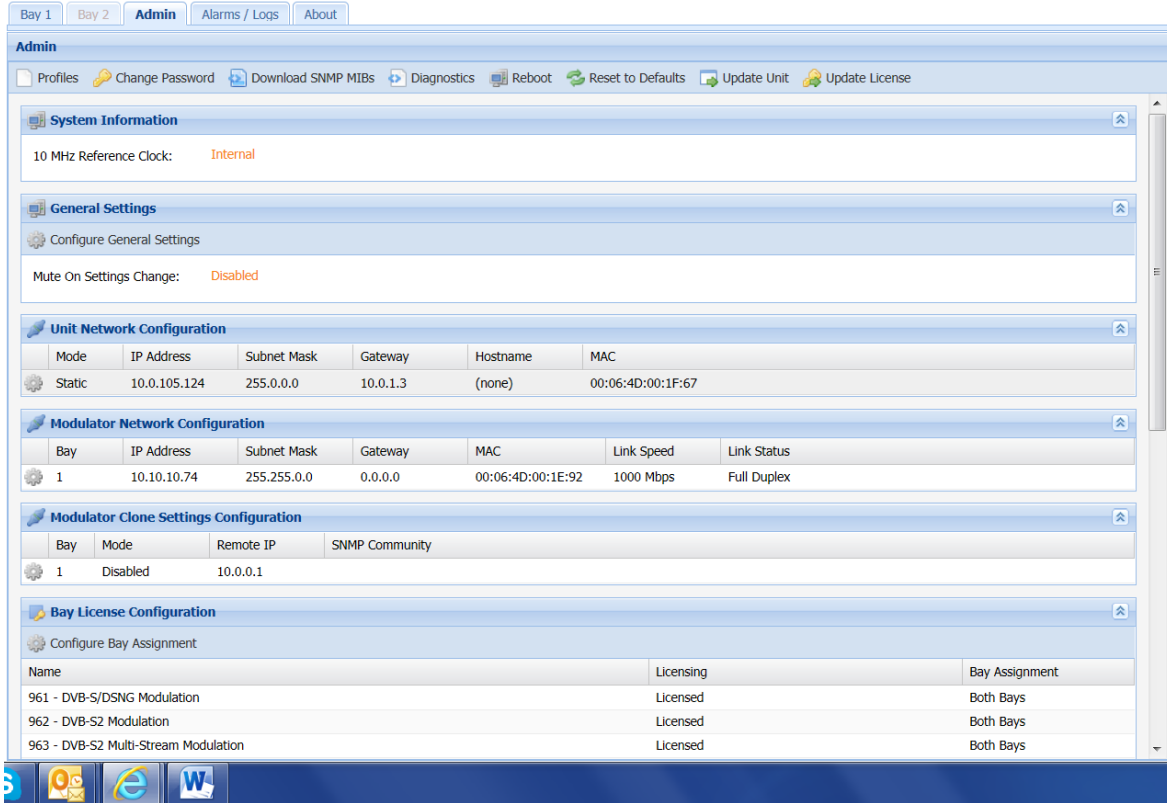 Bay 1 Bay 2 Admin Alarms / Logs About
Admin
Profiles Change Password Download SNMP MIBs Diagnostics Reboot Reset to Defaults Update Unit Update License
System Information
10 MHz Reference Clock: Internal
General Settings
Configure General Settings
Mute On Settings Change: Disabled
Unit Network Configuration
Mode IP Address Subnet Mask Gateway Hostname MAC
Static 10.0.105.124 255.0.0.0 10.0.1.3 (none) 00:06:4D:00:1F:67
Modulator Network Configuration
Bay IP Address Subnet Mask Gateway MAC Link Speed Link Status
1 10.10.10.74 255.255.0.0 0.0.0.0 00:06:4D:00:1E:92 1000 Mbps Full Duplex
Modulator Clone Settings Configuration
Bay Mode Remote IP SNMP Community
1 Disabled 10.0.0.1
Bay License Configuration
Configure Bay Assignment
Name Licensing Bay Assignment
961 - DVB-S/DSNG Modulation Licensed Both Bays
962 - DVB-S2 Modulation Licensed Both Bays
963 - DVB-S2 Multi-Stream Modulation Licensed Both Bays